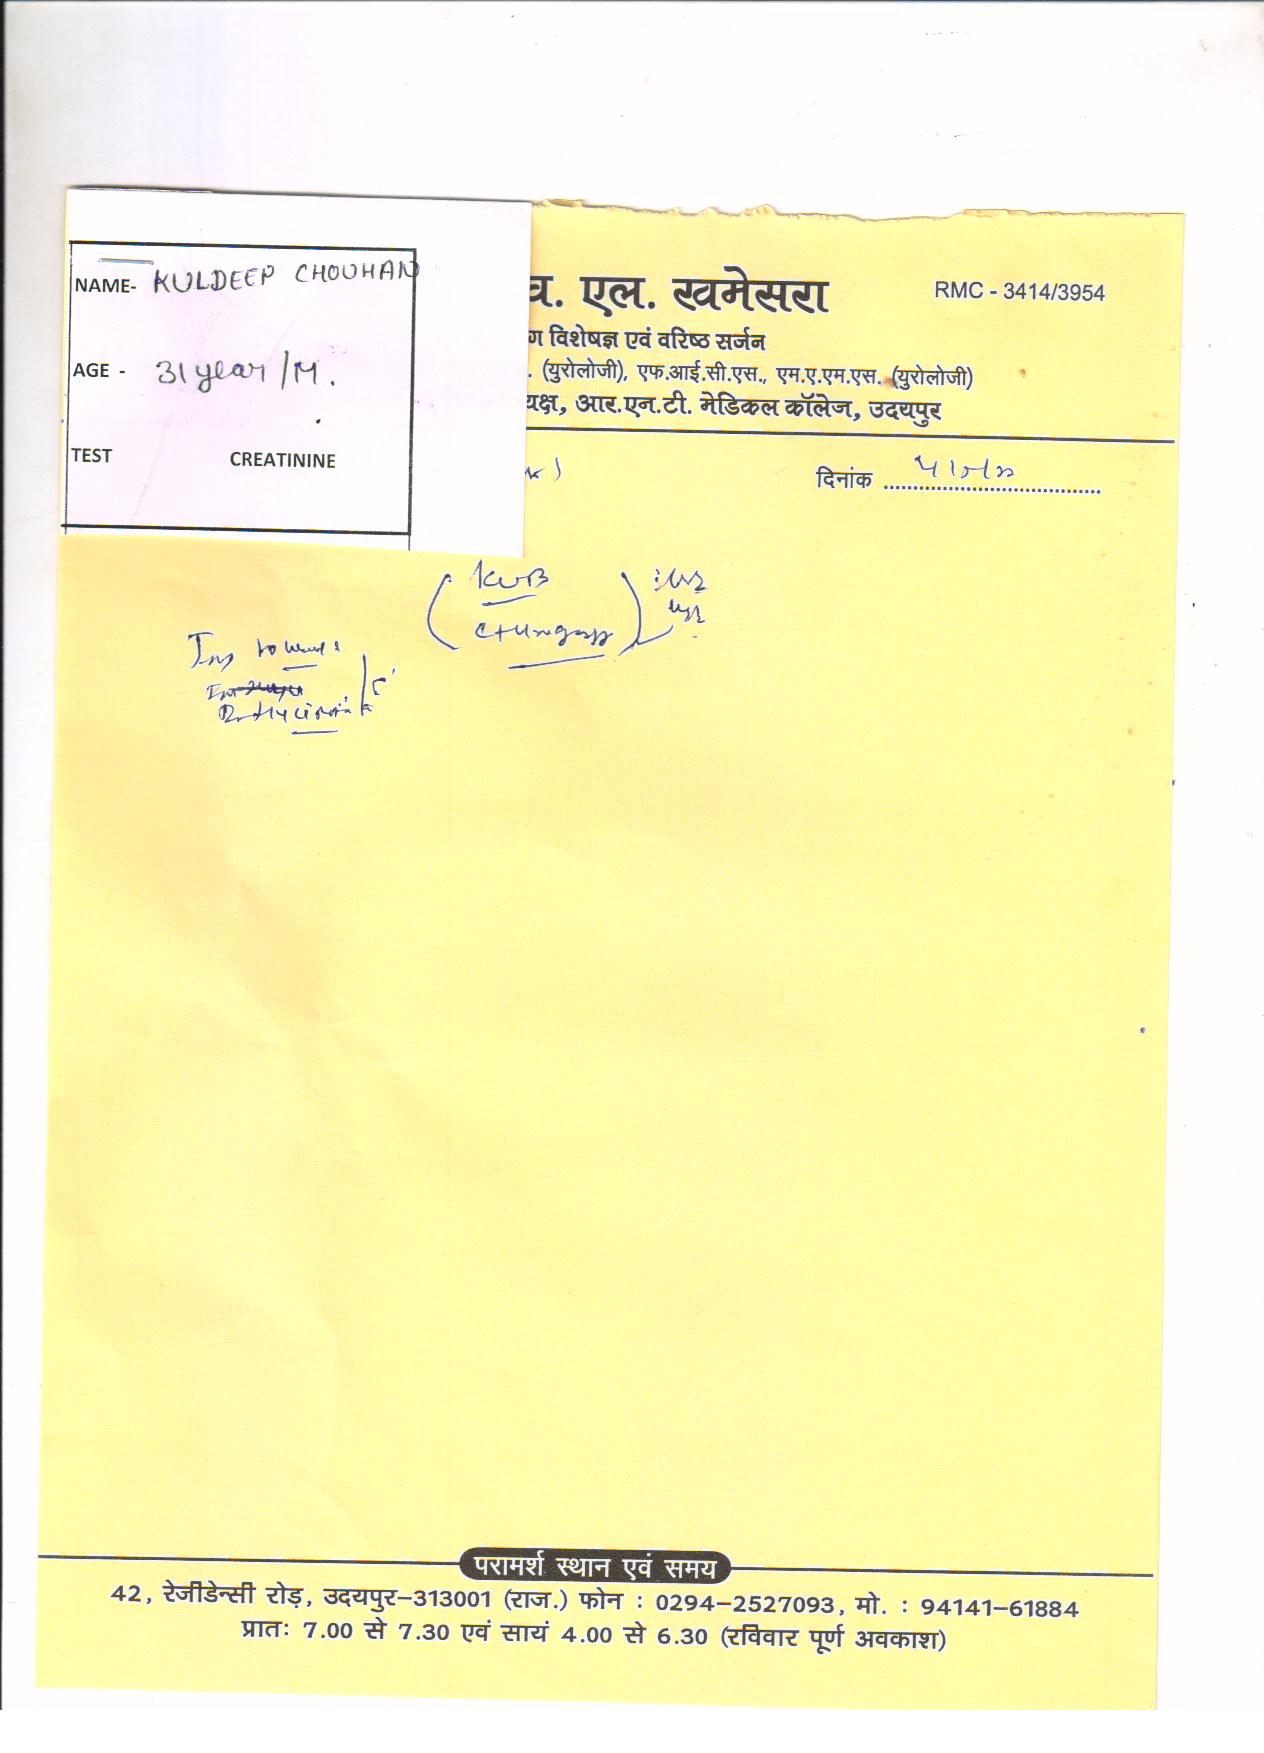 NAME- KULDEEP CHOUHAN
AGE - 31 year / M.
TEST CREATININE
व. एल. खमेसरा RMC - 3414/3954
ग विशेषज्ञ एवं वरिष्ठ सर्जन
. (युरोलोजी), एफ.आई.सी.एस., एम.ए.एम.एस. (युरोलोजी)
यक्ष, आर.एन.टी. मेडिकल कॉलेज, उदयपुर
दिनांक
KUB
परामर्श स्थान एवं समय
42, रेजीडेन्सी रोड़, उदयपुर–313001 (राज.) फोन : 0294–2527093, मो. : 94141–61884
प्रातः 7.00 से 7.30 एवं सायं 4.00 से 6.30 (रविवार पूर्ण अवकाश)